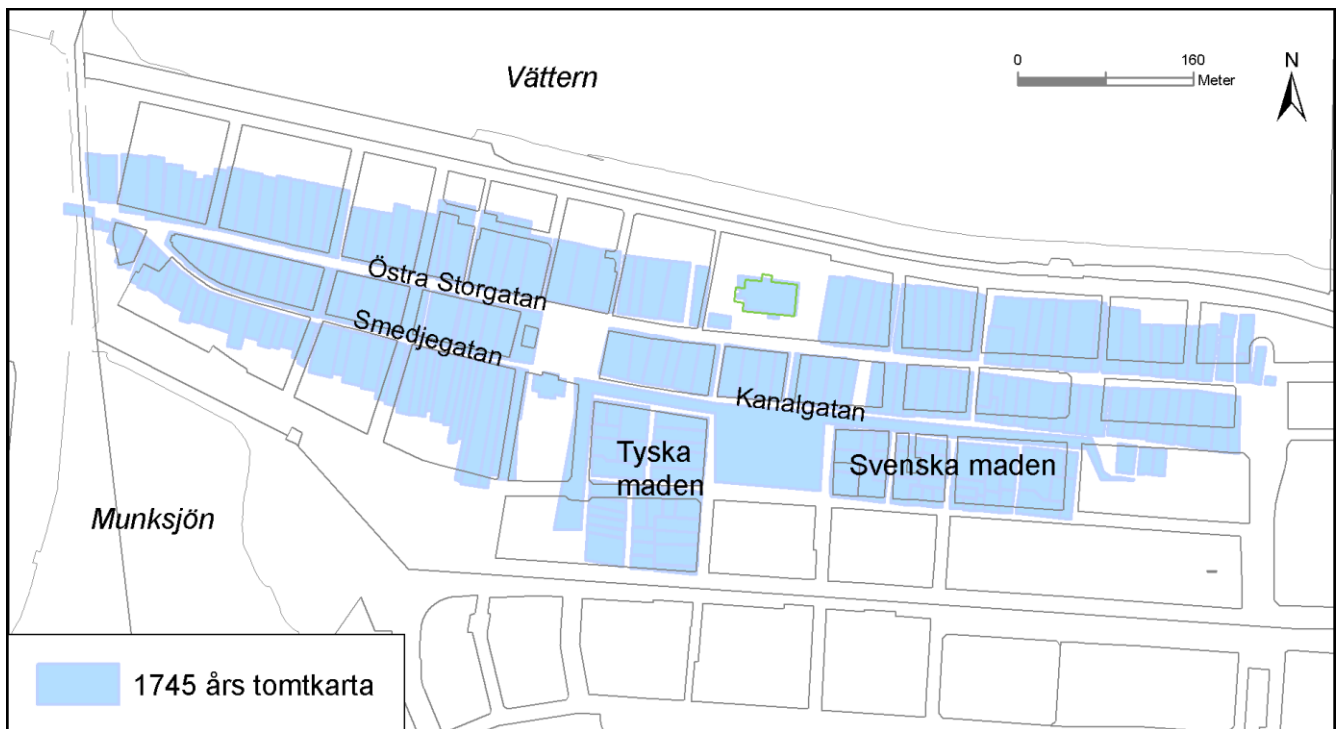 Vättern
0 160
Meter
N
Östra Storgatan
Smedjegatan
Kanalgatan
Tyska
maden
Svenska maden
Munksjön
1745 års tomtkarta